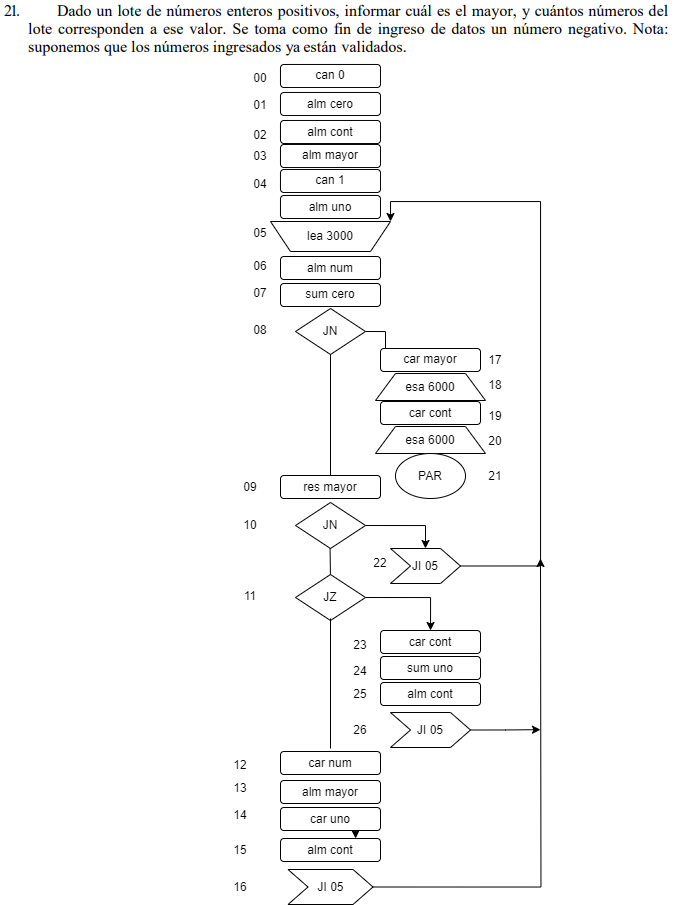 21. Dado un lote de números enteros positivos, informar cuál es el mayor, y cuántos números del
lote corresponden a ese valor. Se toma como fin de ingreso de datos un número negativo. Nota:
suponemos que los números ingresados ya están validados.
00 can 0
01 alm cero
02 alm cont
03 alm mayor
04 can 1
alm uno
05 lea 3000
06 alm num
07 sum cero
08 JN
car mayor 17
esa 6000 18
car cont 19
esa 6000 20
PAR 21
09 res mayor
10 JN
22 JI 05
11 JZ
23 car cont
24 sum uno
25 alm cont
26 JI 05
12 car num
13 alm mayor
14 car uno
15 alm cont
16 JI 05